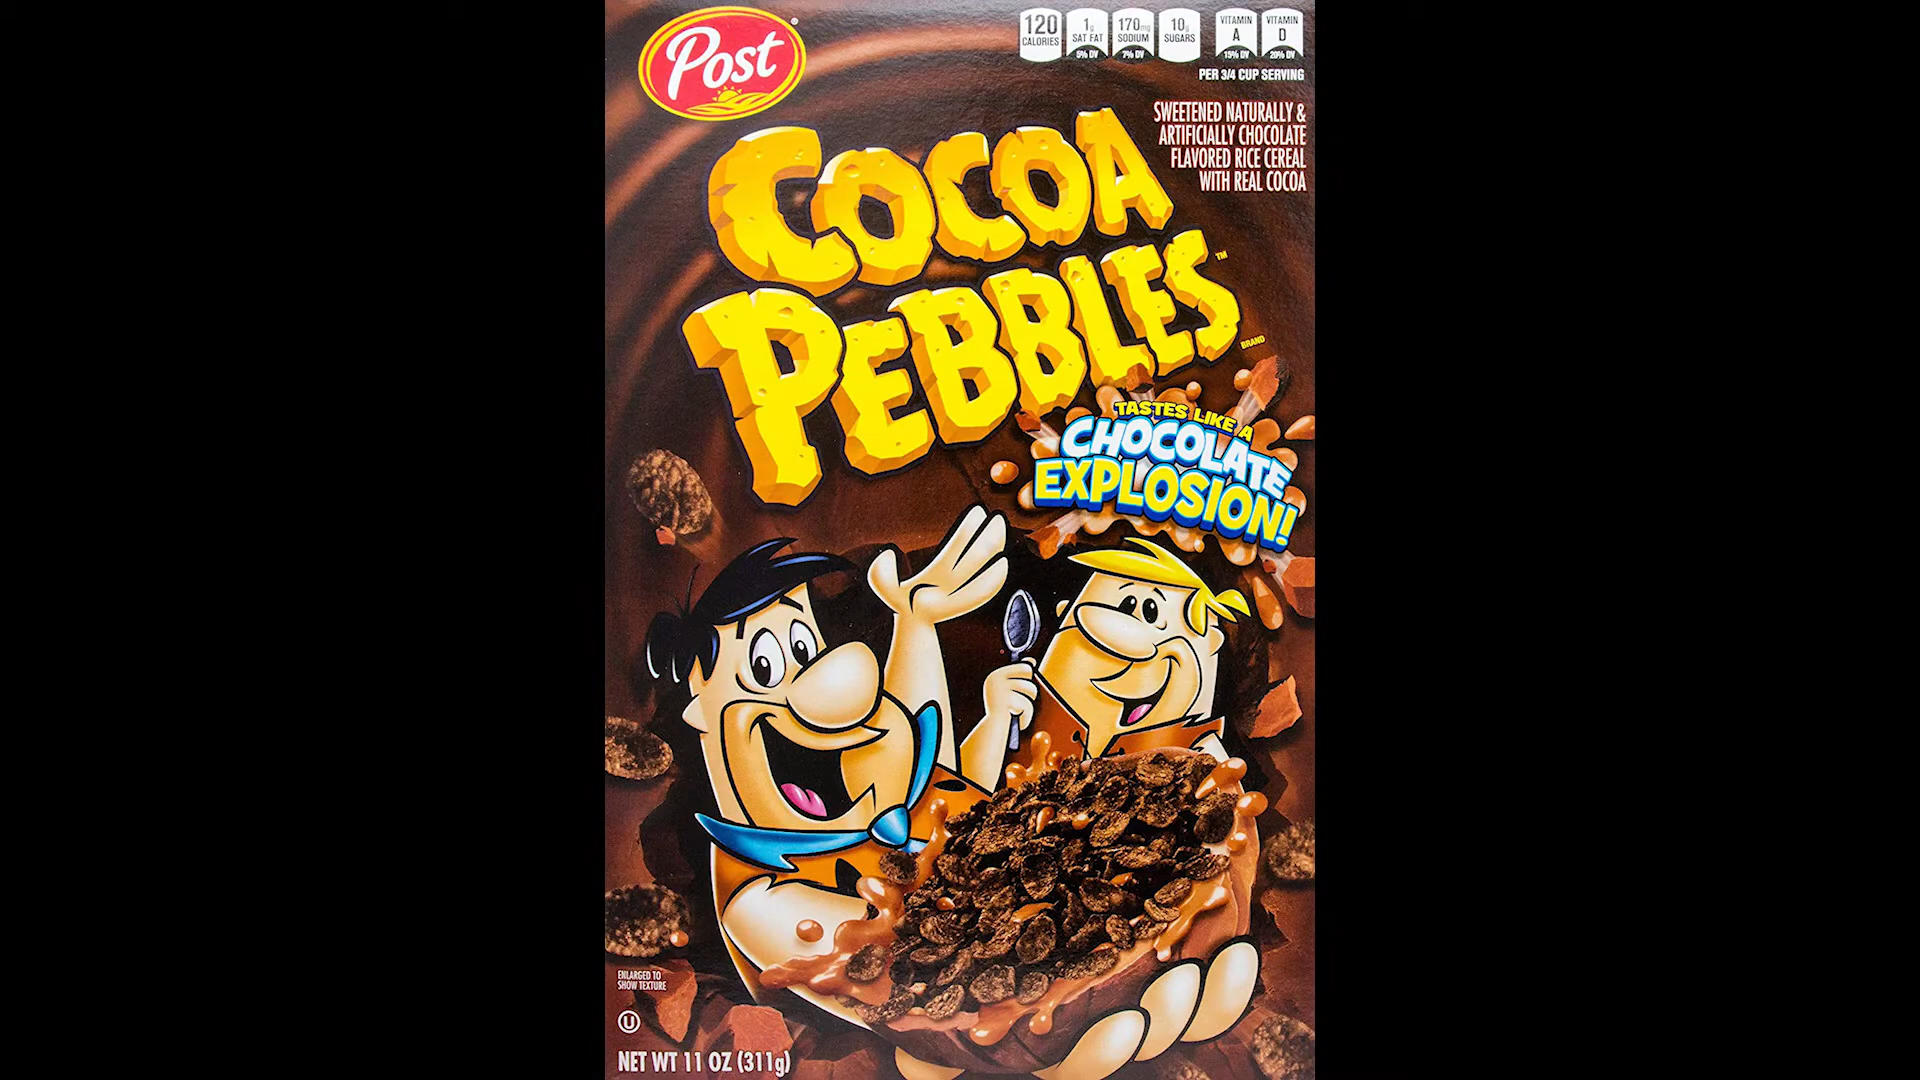 Post
®
120
CALORIES
1g
SAT FAT
5% DV
170mg
SODIUM
7% DV
10g
SUGARS
VITAMIN
A
15% DV
VITAMIN
D
20% DV
PER 3/4 CUP SERVING
SWEETENED NATURALLY &
ARTIFICIALLY CHOCOLATE
FLAVORED RICE CEREAL
WITH REAL COCOA
COCOA
PEBBLES™
BRAND
TASTES LIKE A
CHOCOLATE
EXPLOSION!
ENLARGED TO
SHOW TEXTURE
U
NET WT 11 OZ (311g)